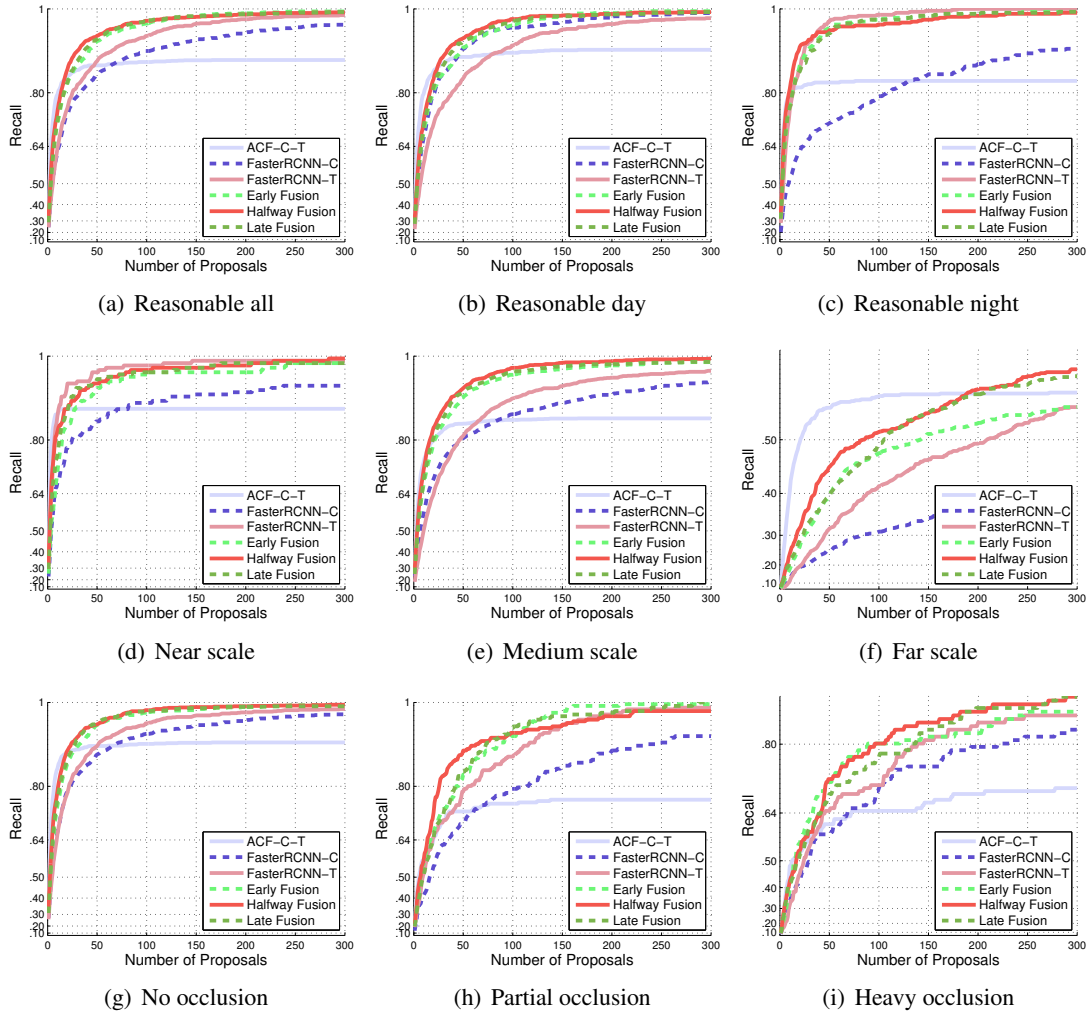 1
.80
.64
.50
.40
.30
.20
.10
Recall
0 50 100 150 200 250 300
Number of Proposals
ACF−C−T
FasterRCNN−C
FasterRCNN−T
Early Fusion
Halfway Fusion
Late Fusion
(a) Reasonable all
1
.80
.64
.50
.40
.30
.20
.10
Recall
0 50 100 150 200 250 300
Number of Proposals
ACF−C−T
FasterRCNN−C
FasterRCNN−T
Early Fusion
Halfway Fusion
Late Fusion
(b) Reasonable day
1
.80
.64
.50
.40
.30
.20
.10
Recall
0 50 100 150 200 250 300
Number of Proposals
ACF−C−T
FasterRCNN−C
FasterRCNN−T
Early Fusion
Halfway Fusion
Late Fusion
(c) Reasonable night
1
.80
.64
.50
.40
.30
.20
.10
Recall
0 50 100 150 200 250 300
Number of Proposals
ACF−C−T
FasterRCNN−C
FasterRCNN−T
Early Fusion
Halfway Fusion
Late Fusion
(d) Near scale
1
.80
.64
.50
.40
.30
.20
.10
Recall
0 50 100 150 200 250 300
Number of Proposals
ACF−C−T
FasterRCNN−C
FasterRCNN−T
Early Fusion
Halfway Fusion
Late Fusion
(e) Medium scale
.50
.40
.30
.20
.10
Recall
0 50 100 150 200 250 300
Number of Proposals
ACF−C−T
FasterRCNN−C
FasterRCNN−T
Early Fusion
Halfway Fusion
Late Fusion
(f) Far scale
1
.80
.64
.50
.40
.30
.20
.10
Recall
0 50 100 150 200 250 300
Number of Proposals
ACF−C−T
FasterRCNN−C
FasterRCNN−T
Early Fusion
Halfway Fusion
Late Fusion
(g) No occlusion
1
.80
.64
.50
.40
.30
.20
.10
Recall
0 50 100 150 200 250 300
Number of Proposals
ACF−C−T
FasterRCNN−C
FasterRCNN−T
Early Fusion
Halfway Fusion
Late Fusion
(h) Partial occlusion
.80
.64
.50
.40
.30
.20
.10
Recall
0 50 100 150 200 250 300
Number of Proposals
ACF−C−T
FasterRCNN−C
FasterRCNN−T
Early Fusion
Halfway Fusion
Late Fusion
(i) Heavy occlusion